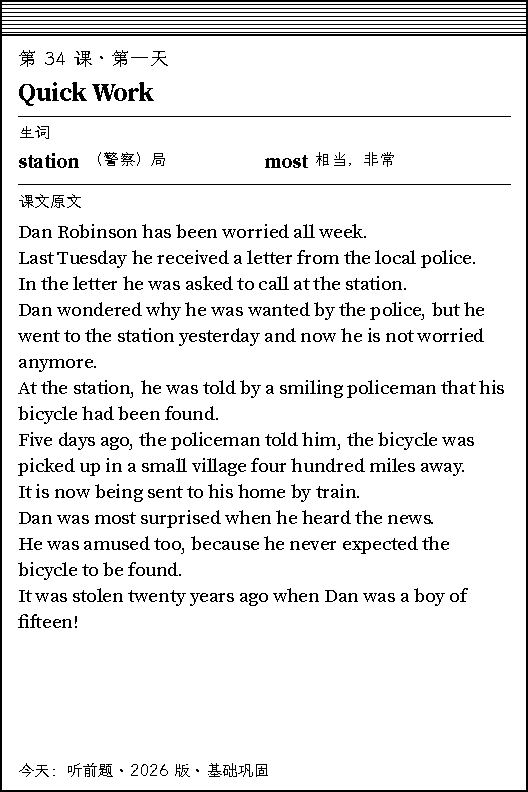 第 34 课·第一天
Quick Work
生词
station （警察）局 most 相当，非常
课文原文
Dan Robinson has been worried all week.
Last Tuesday he received a letter from the local police.
In the letter he was asked to call at the station.
Dan wondered why he was wanted by the police, but he
went to the station yesterday and now he is not worried
anymore.
At the station, he was told by a smiling policeman that his
bicycle had been found.
Five days ago, the policeman told him, the bicycle was
picked up in a small village four hundred miles away.
It is now being sent to his home by train.
Dan was most surprised when he heard the news.
He was amused too, because he never expected the
bicycle to be found.
It was stolen twenty years ago when Dan was a boy of
fifteen!
今天：听前题·2026 版·基础巩固